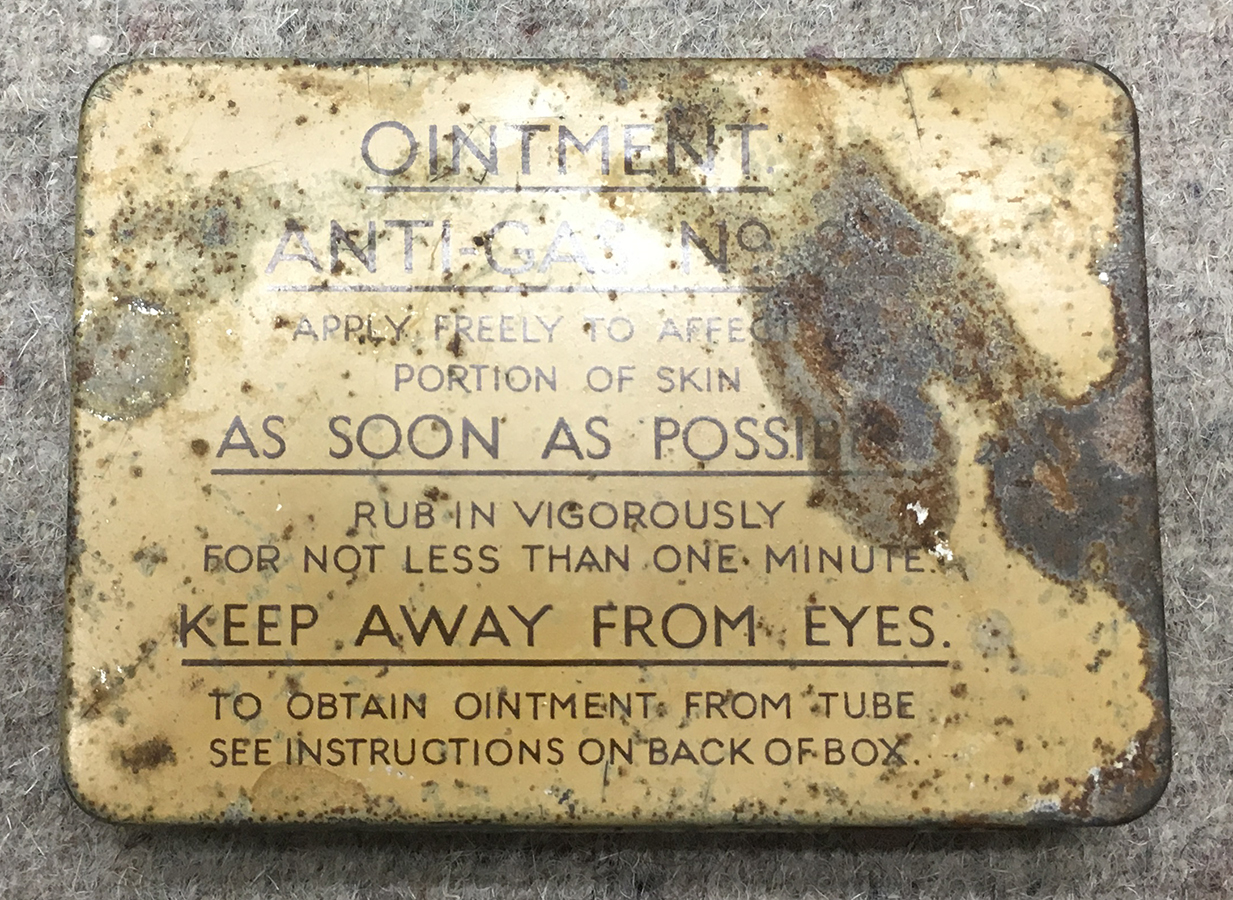 OINTMENT.
ANTI-GAS Nº
APPLY FREELY TO
PORTION OF SKIN
AS SOON AS
RUB IN VIGOROUSLY
FOR NOT LESS THAN ONE MINUTE.
KEEP AWAY FROM EYES.
TO OBTAIN OINTMENT FROM TUBE
SEE INSTRUCTIONS ON BACK OF BOX.